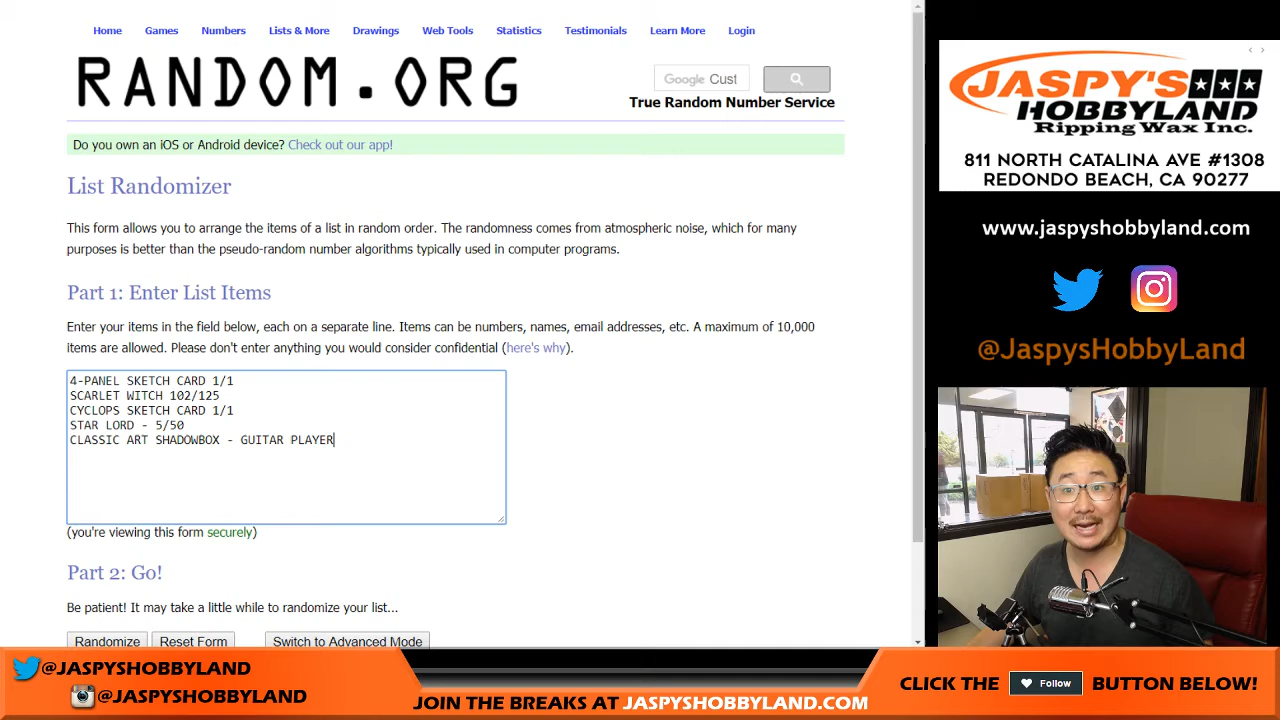 Home Games Numbers Lists & More Drawings Web Tools Statistics Testimonials Learn More Login
RANDOM.ORG
Google Cust
True Random Number Service
Do you own an iOS or Android device? Check out our app!
List Randomizer
This form allows you to arrange the items of a list in random order. The randomness comes from atmospheric noise, which for many
purposes is better than the pseudo-random number algorithms typically used in computer programs.
Part 1: Enter List Items
Enter your items in the field below, each on a separate line. Items can be numbers, names, email addresses, etc. A maximum of 10,000
items are allowed. Please don't enter anything you would consider confidential (here's why).
4-PANEL SKETCH CARD 1/1
SCARLET WITCH 102/125
CYCLOPS SKETCH CARD 1/1
STAR LORD - 5/50
CLASSIC ART SHADOWBOX - GUITAR PLAYER
(you're viewing this form securely)
Part 2: Go!
Be patient! It may take a little while to randomize your list...
Randomize Reset Form Switch to Advanced Mode
JASPY'S
HOBBYLAND
Ripping Wax Inc.
811 NORTH CATALINA AVE #1308
REDONDO BEACH, CA 90277
www.jaspyshobbyland.com
@JaspysHobbyLand
@JASPYSHOBBYLAND
@JASPYSHOBBYLAND
JOIN THE BREAKS AT JASPYSHOBBYLAND.COM
CLICK THE Follow BUTTON BELOW!